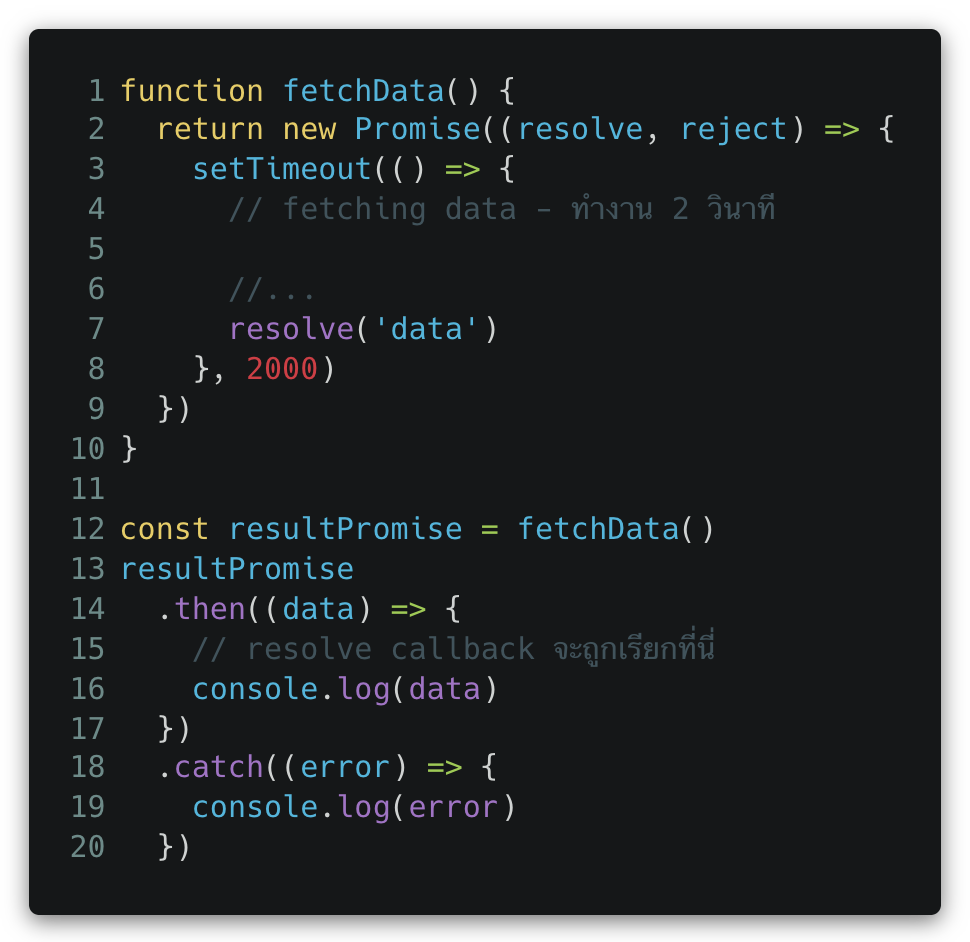 1 function fetchData() {
2   return new Promise((resolve, reject) => {
3     setTimeout(() => {
4       // fetching data - ทำงาน 2 วินาที
5
6       //...
7       resolve('data')
8     }, 2000)
9   })
10 }
11
12 const resultPromise = fetchData()
13 resultPromise
14   .then((data) => {
15     // resolve callback จะถูกเรียกที่นี่
16     console.log(data)
17   })
18   .catch((error) => {
19     console.log(error)
20   })